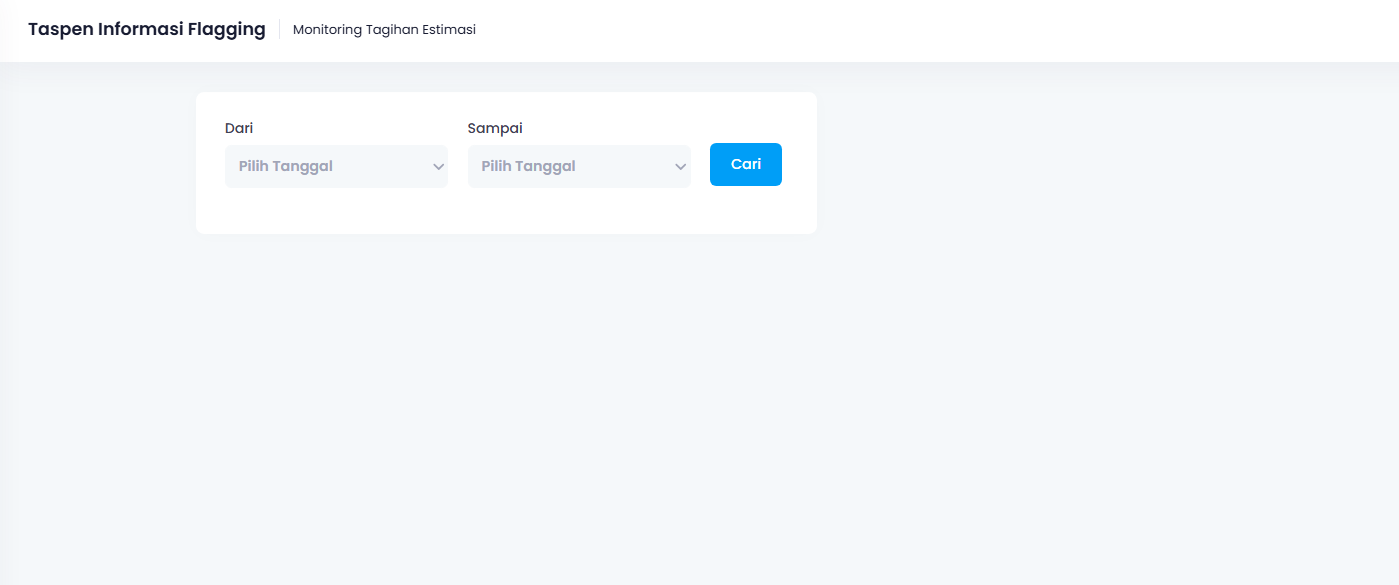 Taspen Informasi Flagging Monitoring Tagihan Estimasi
Dari Sampai
Pilih Tanggal Pilih Tanggal Cari